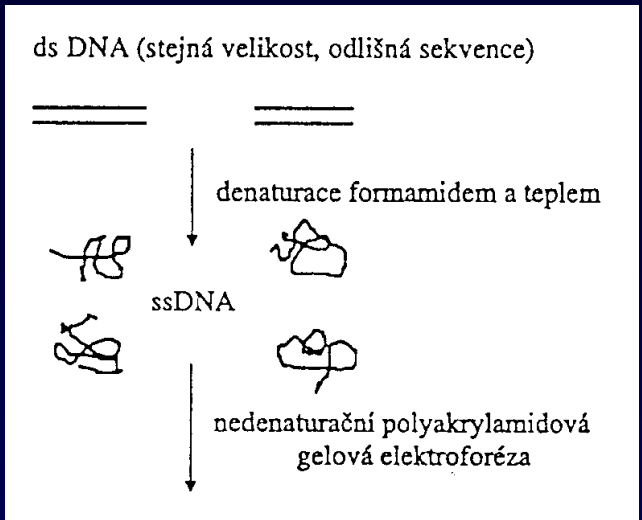 ds DNA (stejná velikost, odlišná sekvence)
denaturace formamidem a teplem
ssDNA
nedenaturační polyakrylamidová
gelová elektroforéza